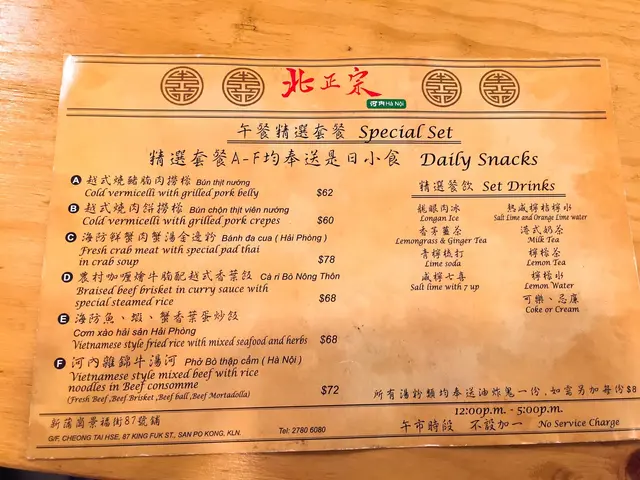 北正宗
河內 Hà Nội
午餐精選套餐 Special Set
精選套餐A-F均奉送是日小食 Daily Snacks
A 越式燒豬腩肉撈檬 Bún thịt nướng
Cold vermicelli with grilled pork belly $62
B 越式燒肉餅撈檬 Bún chọn thịt viên nướng
Cold vermicelli with grilled pork crepes $60
C 海防鮮蟹肉蟹湯金邊粉 Bánh đa cua ( Hải Phòng )
Fresh crab meat with special pad thai
in crab soup $78
D 農村咖喱燴牛腩配越式香葉飯 Cà ri Bò Nông Thôn
Braised beef brisket in curry sauce with
special steamed rice $68
E 海防魚、蝦、蟹香葉蛋炒飯
Cơm xào hải sản Hải Phòng
Vietnamese style fried rice with mixed seafood and herbs $68
F 河內雜錦牛湯河 Phở Bò thập cẩm ( Hà Nội )
Vietnamese style mixed beef with rice
noodles in Beef consomme
(Fresh Beef ,Beef Brisket ,Beef ball ,Beef Mortadolla) $72
精選餐飲 Set Drinks
龍眼肉冰
Longan Ice
香茅薑茶
Lemongrass & Ginger Tea
青檸梳打
Lime soda
咸檸七喜
Salt lime with 7 up
熱咸檸桔檸水
Salt Lime and Orange Lime water
港式奶茶
Milk Tea
檸檬茶
Lemon Tea
檸檬水
Lemon Water
可樂、忌廉
Coke or Cream
所有湯粉類均奉送油炸鬼一份,如需另加每份$8
12:00p.m. - 5:00p.m.
午市時段 不設加一 No Service Charge
新蒲崗景福街87號舖
G/F, CHEONG TAI HSE, 87 KING FUK ST., SAN PO KONG, KLN. Tel: 2780 6080